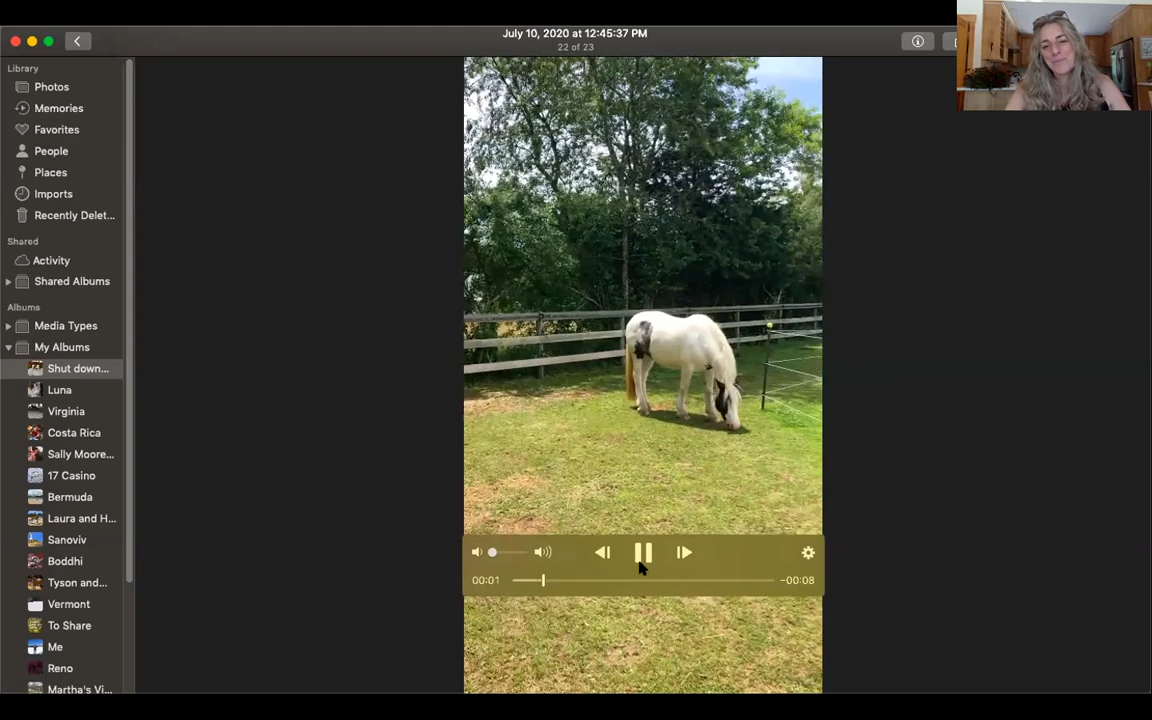 July 10, 2020 at 12:45:37 PM
22 of 23
Library
Photos
Memories
Favorites
People
Places
Imports
Recently Delet...
Shared
Activity
Shared Albums
Albums
Media Types
My Albums
Shut down...
Luna
Virginia
Costa Rica
Sally Moore...
17 Casino
Bermuda
Laura and H...
Sanoviv
Boddhi
Tyson and...
Vermont
To Share
Me
Reno
Martha's Vi...
00:01
-00:08